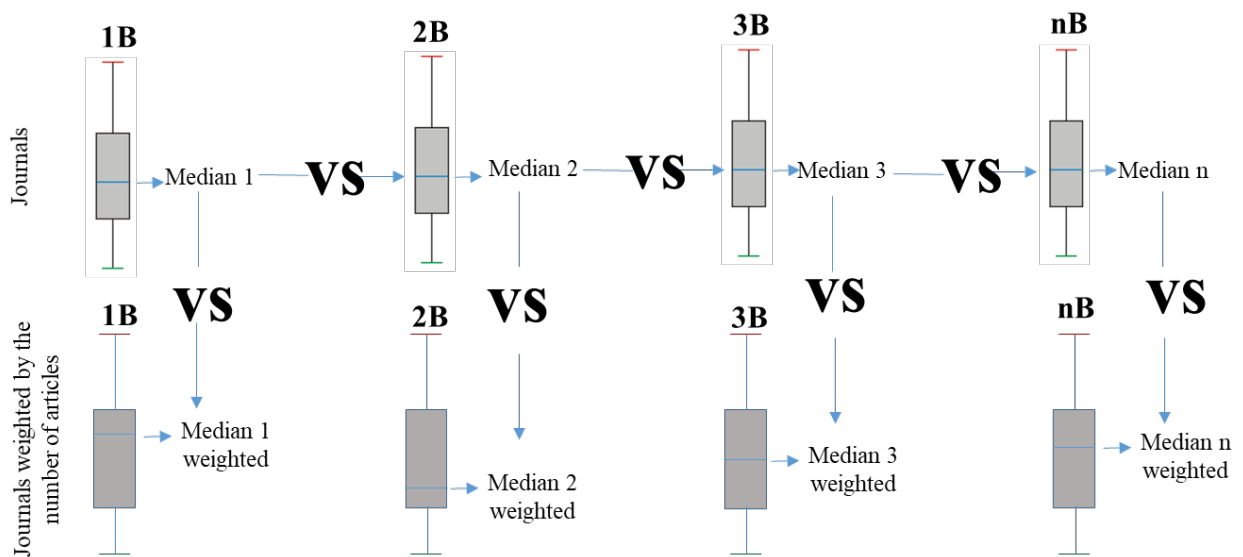 1B
2B
3B
nB
Journals
Median 1
vs
Median 2
vs
Median 3
vs
Median n
vs
vs
vs
vs
1B
2B
3B
nB
Journals weighted by the
number of articles
Median 1
weighted
Median 2
weighted
Median 3
weighted
Median n
weighted